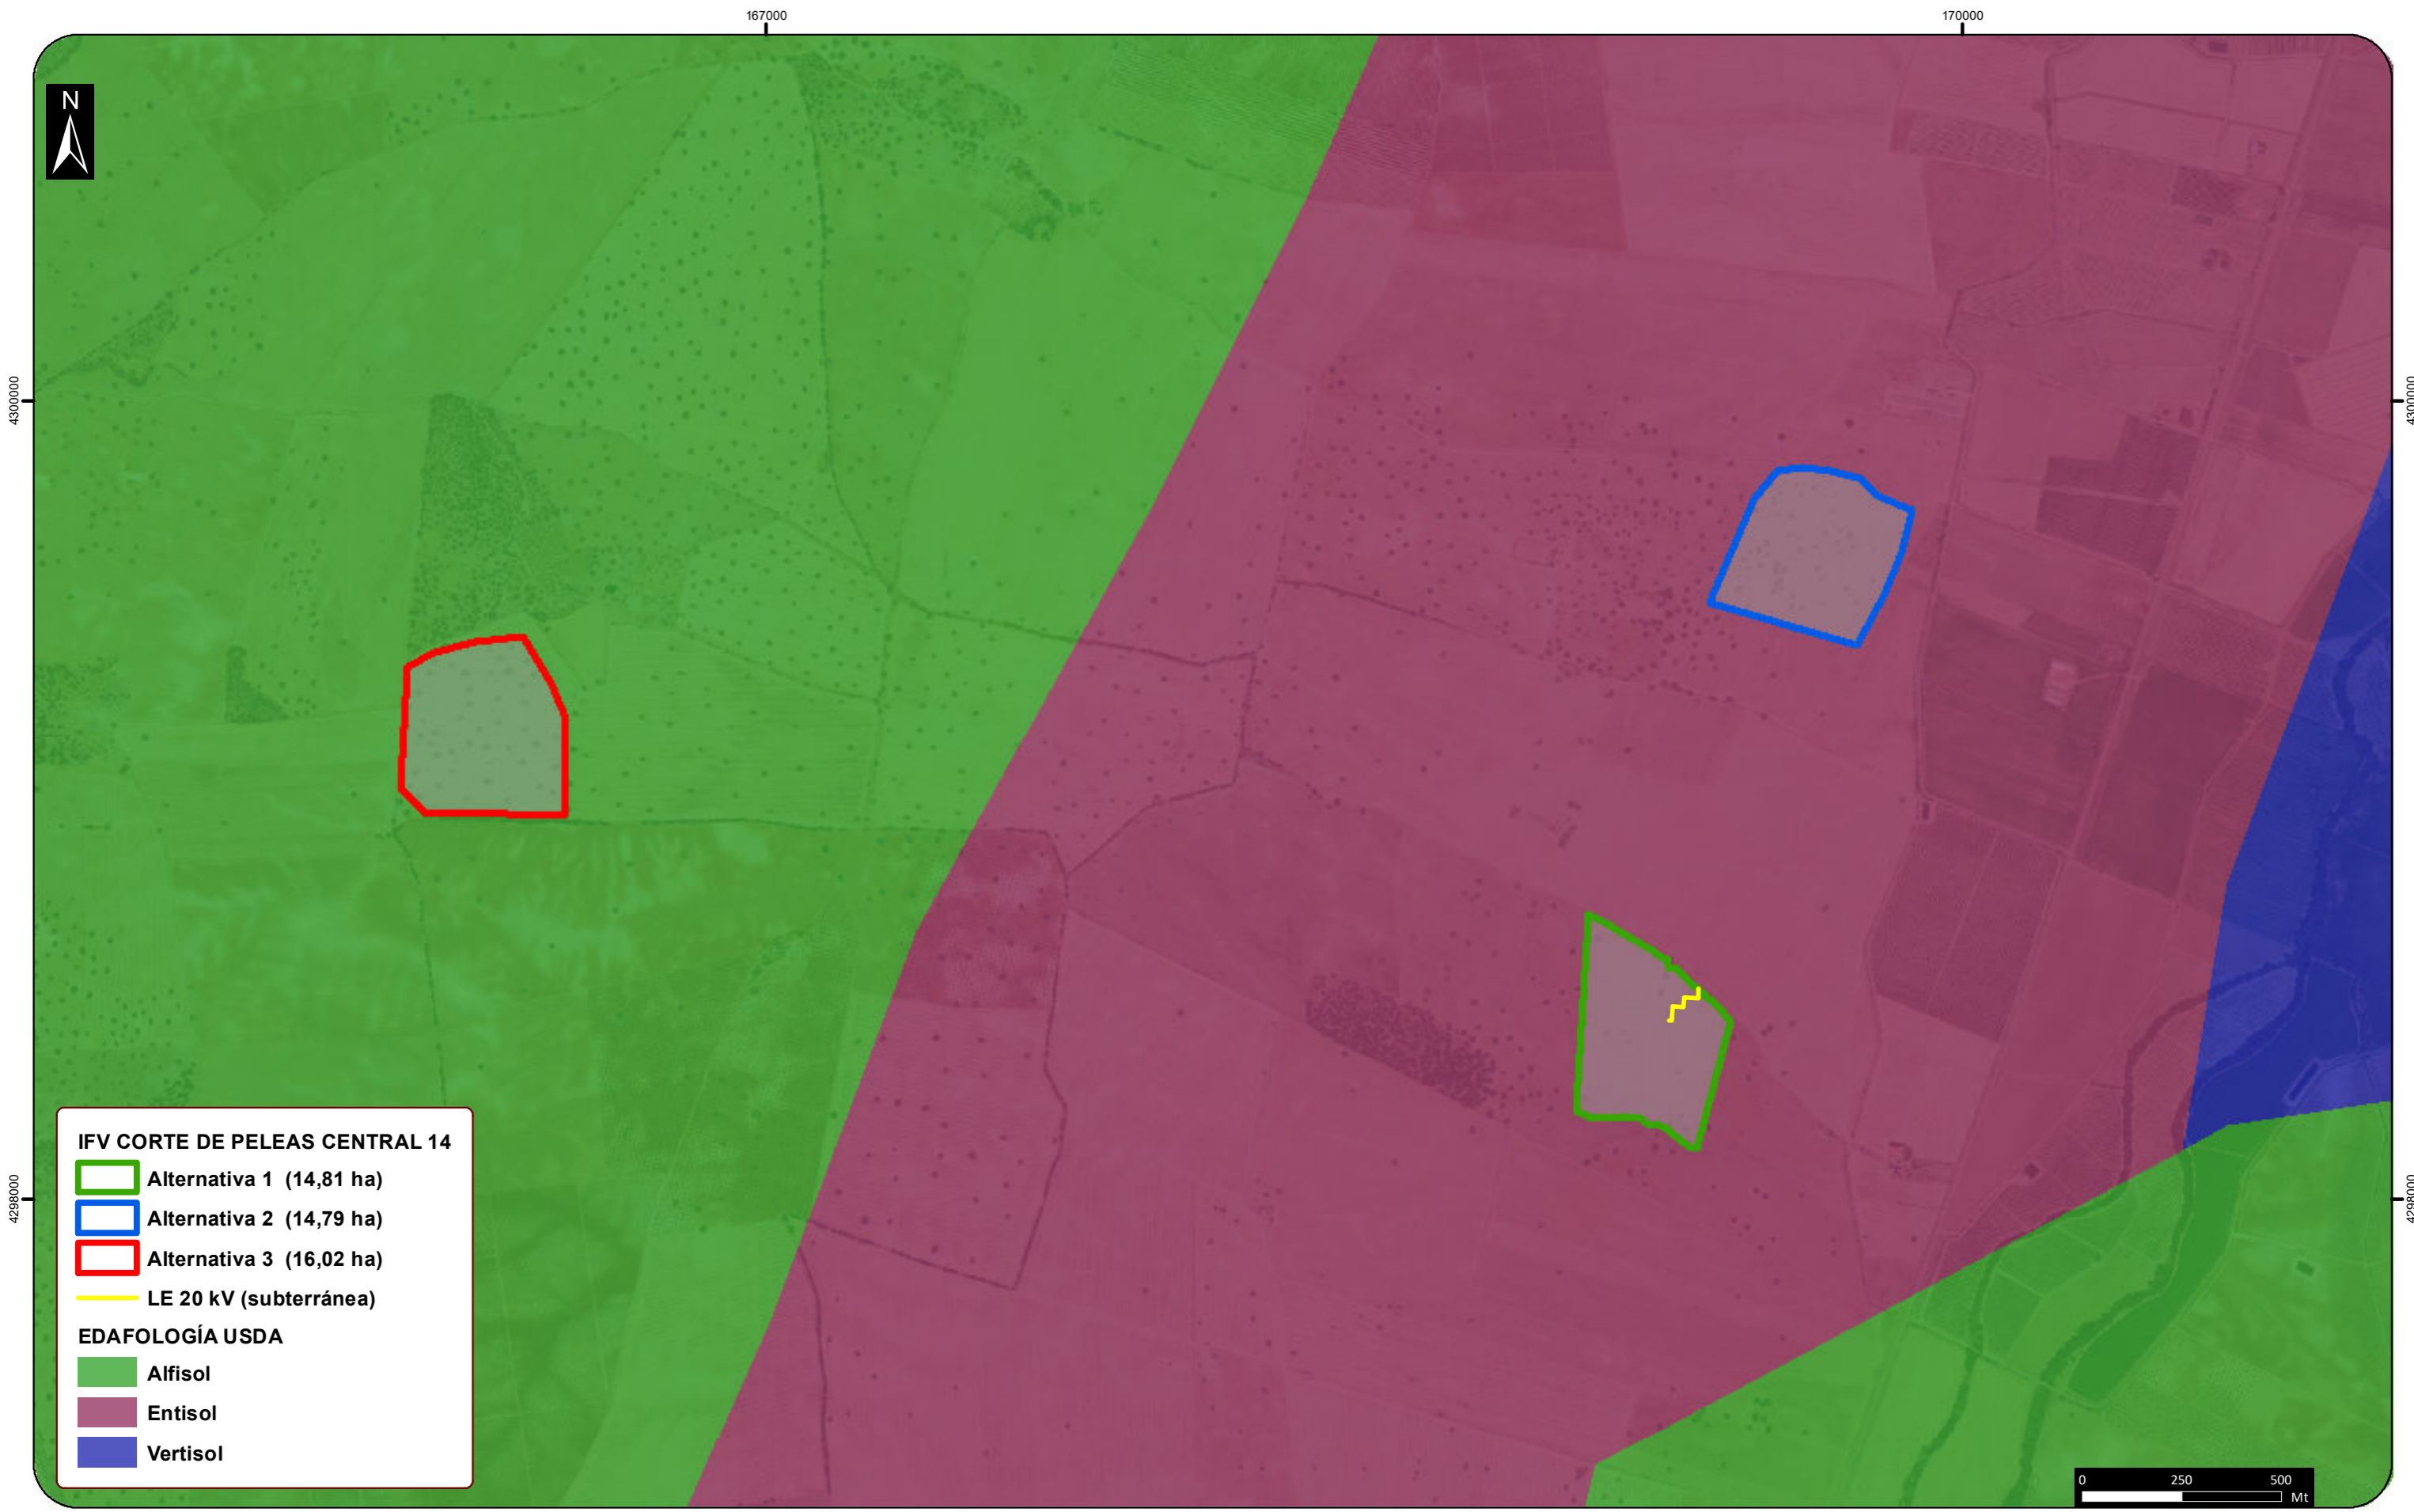 167000
170000
N
4300000
4300000
4298000
4298000
IFV CORTE DE PELEAS CENTRAL 14
Alternativa 1 (14,81 ha)
Alternativa 2 (14,79 ha)
Alternativa 3 (16,02 ha)
LE 20 kV (subterránea)
EDAFOLOGÍA USDA
Alfisol
Entisol
Vertisol
0 250 500
Mt